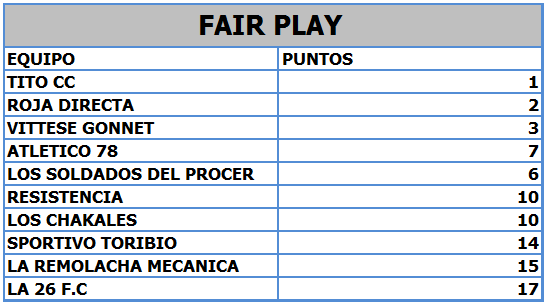 FAIR PLAY
EQUIPO PUNTOS
TITO CC 1
ROJA DIRECTA 2
VITTESE GONNET 3
ATLETICO 78 7
LOS SOLDADOS DEL PROCER 6
RESISTENCIA 10
LOS CHAKALES 10
SPORTIVO TORIBIO 14
LA REMOLACHA MECANICA 15
LA 26 F.C 17